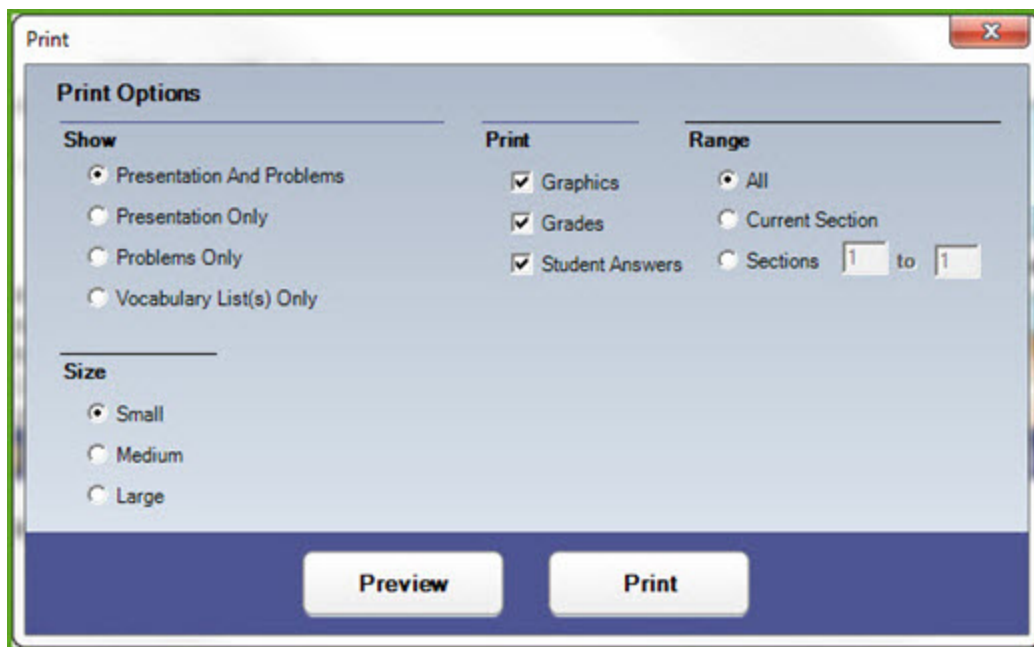 Print
Print Options
Show
Presentation And Problems
Presentation Only
Problems Only
Vocabulary List(s) Only
Print
Graphics
Grades
Student Answers
Range
All
Current Section
Sections 1 to 1
Size
Small
Medium
Large
Preview
Print